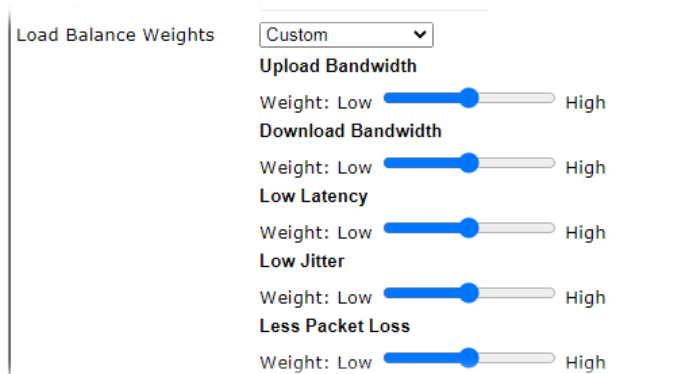 Load Balance Weights Custom
Upload Bandwidth
Weight: Low High
Download Bandwidth
Weight: Low High
Low Latency
Weight: Low High
Low Jitter
Weight: Low High
Less Packet Loss
Weight: Low High